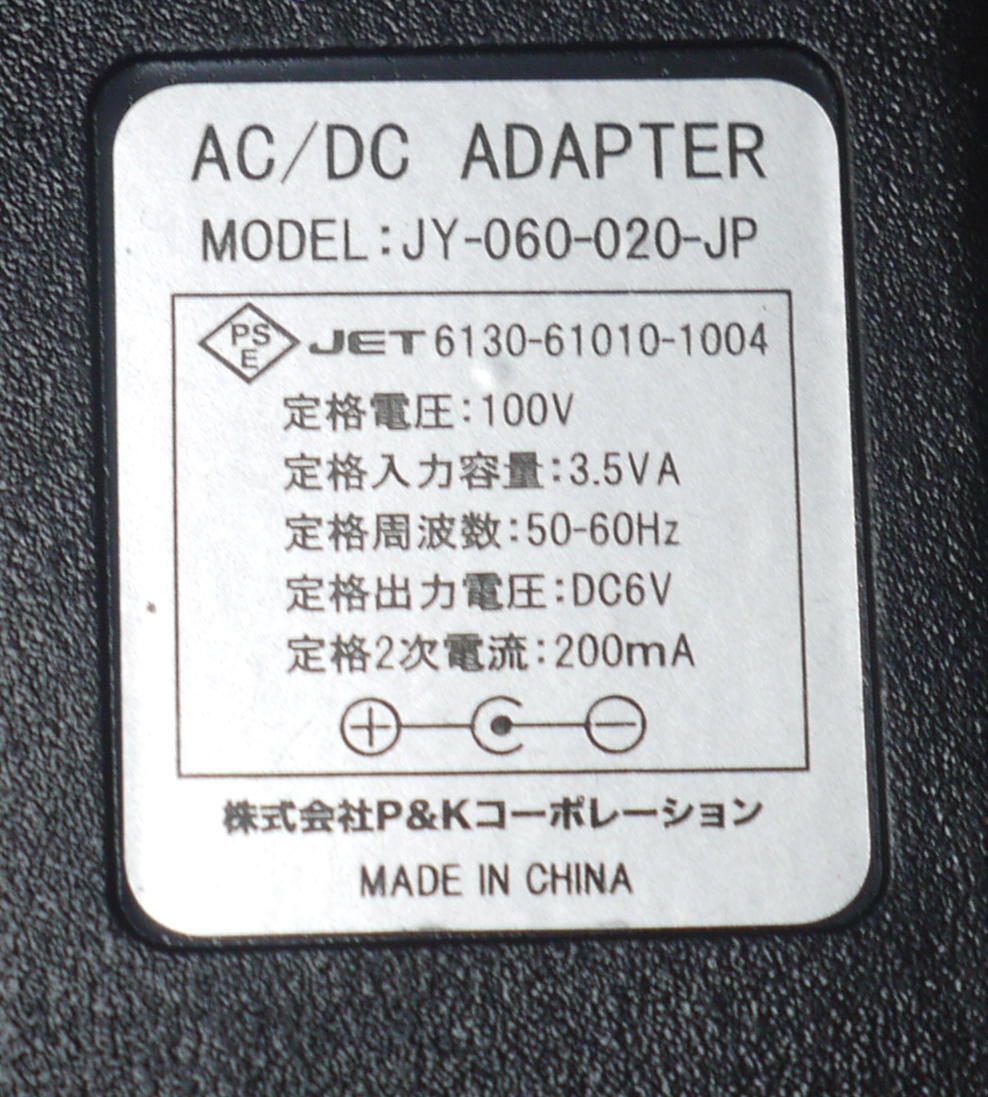 AC/DC ADAPTER
MODEL:JY-060-020-JP
PS
E
JET 6130-61010-1004
定格電圧:100V
定格入力容量:3.5VA
定格周波数:50-60Hz
定格出力電圧:DC6V
定格2次電流:200mA
株式会社P&Kコーポレーション
MADE IN CHINA